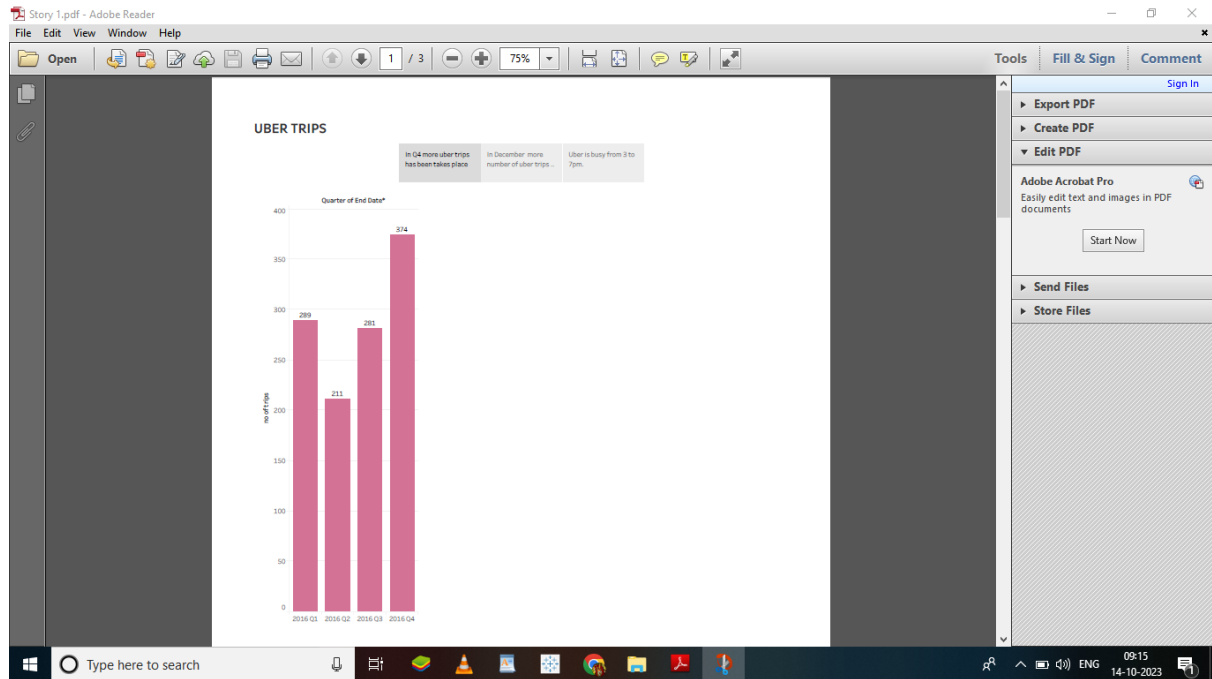 Story 1.pdf - Adobe Reader
File Edit View Window Help
Open 1 / 3 75% Tools Fill & Sign Comment
Sign In
Export PDF
Create PDF
Edit PDF
Adobe Acrobat Pro
Easily edit text and images in PDF
documents
Start Now
Send Files
Store Files
UBER TRIPS
In Q4 more uber trips
has been takes place
In December more
number of uber trips...
Uber is busy from 3 to
7pm.
Quarter of End Date*
400
374
350
300
289
281
250
211
200
no of trips
150
100
50
0
2016 Q1 2016 Q2 2016 Q3 2016 Q4
Type here to search
ENG
09:15
14-10-2023
1